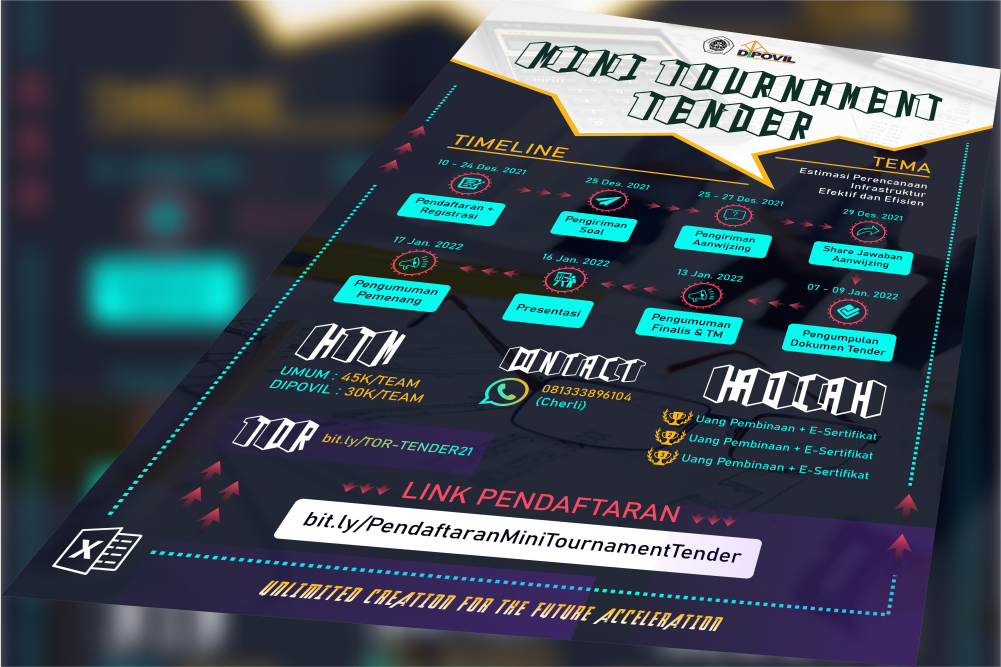 DIPOVIL
MINI TOURNAMENT
TENDER
TIMELINE
TEMA
Estimasi Perencanaan
Infrastruktur
Efektif dan Efisien
10 - 24 Des. 2021
Pendaftaran +
Registrasi
25 Des. 2021
Pengiriman
Soal
25 - 27 Des. 2021
Pengiriman
Aanwijzing
29 Des. 2021
Share Jawaban
Aanwijzing
17 Jan. 2022
Pengumuman
Pemenang
16 Jan. 2022
Presentasi
13 Jan. 2022
Pengumuman
Finalis & TM
07 - 09 Jan. 2022
Pengumpulan
Dokumen Tender
HTM
UMUM : 45K/TEAM
DIPOVIL : 30K/TEAM
CONTACT
081333896104
(Cherli)
HADIAH
1 Uang Pembinaan + E-Sertifikat
2 Uang Pembinaan + E-Sertifikat
3 Uang Pembinaan + E-Sertifikat
TOR bit.ly/TOR-TENDER21
LINK PENDAFTARAN
bit.ly/PendaftaranMiniTournamentTender
X
UNLIMITED CREATION FOR THE FUTURE ACCELERATION